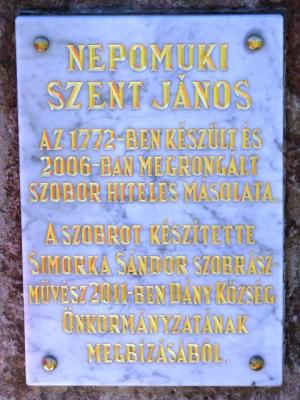 NEPOMUKI
SZENT JÁNOS
AZ 1772-BEN KÉSZÜLT ÉS
2006-BAN MEGRONGÁLT
SZOBOR HITELES MÁSOLATA.
A SZOBROT KÉSZÍTETTE
SIMORKA SÁNDOR SZOBRÁSZ-
MŰVÉSZ 2011-BEN DÁNY KÖZSÉG
ÖNKORMÁNYZATÁNAK
MEGBÍZÁSÁBÓL.